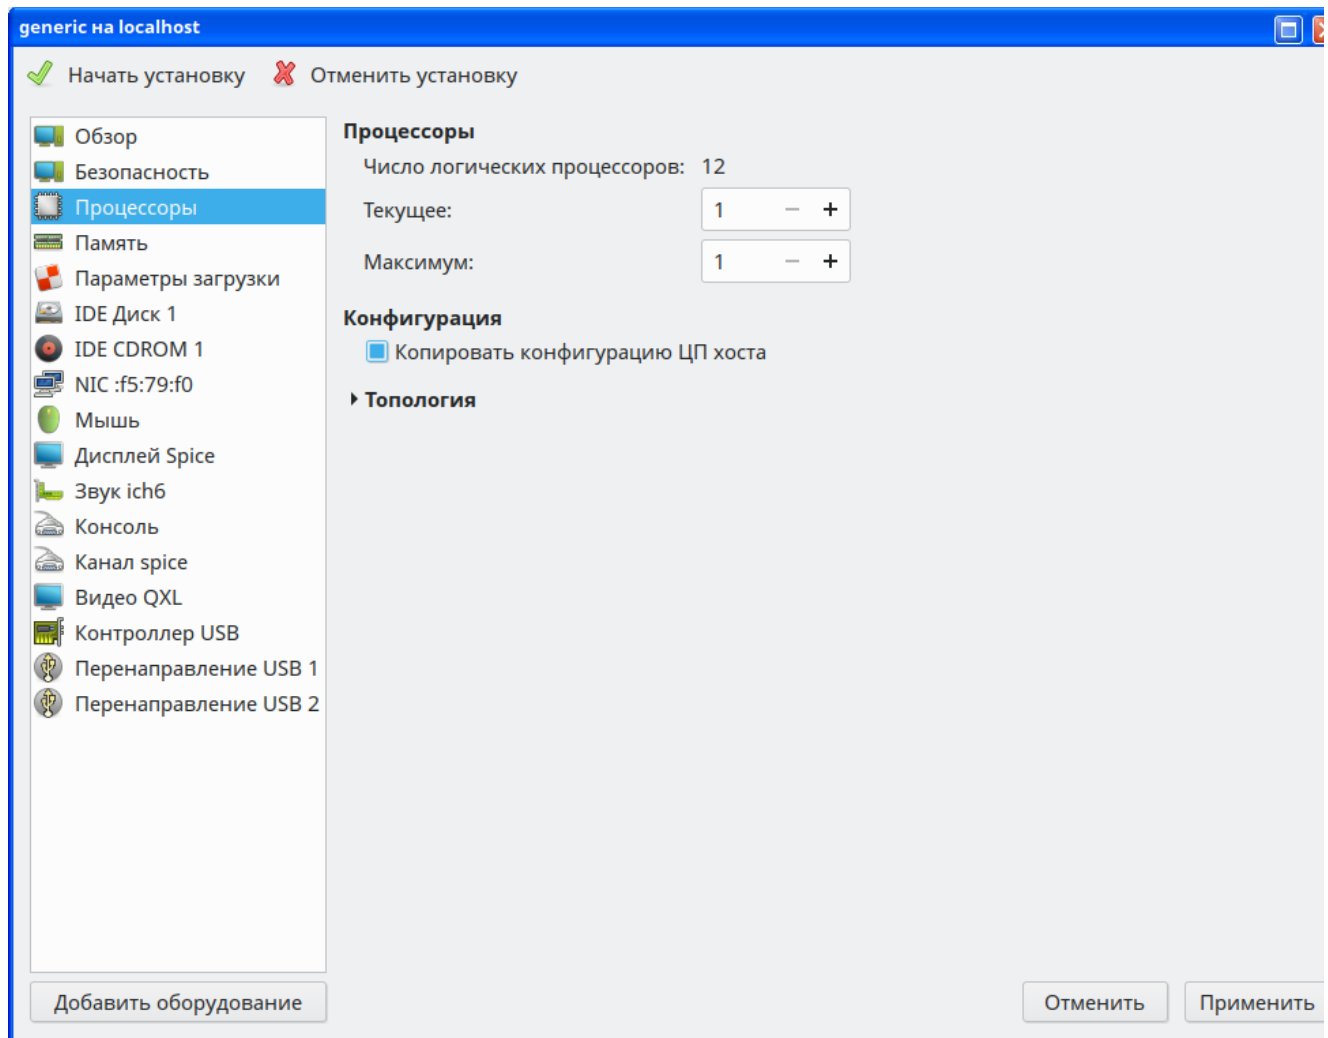 generic на localhost
Начать установку Отменить установку
Обзор
Безопасность
Процессоры
Память
Параметры загрузки
IDE Диск 1
IDE CDROM 1
NIC :f5:79:f0
Мышь
Дисплей Spice
Звук ich6
Консоль
Канал spice
Видео QXL
Контроллер USB
Перенаправление USB 1
Перенаправление USB 2
Добавить оборудование
Процессоры
Число логических процессоров: 12
Текущее: 1 − +
Максимум: 1 − +
Конфигурация
Копировать конфигурацию ЦП хоста
Топология
Отменить Применить